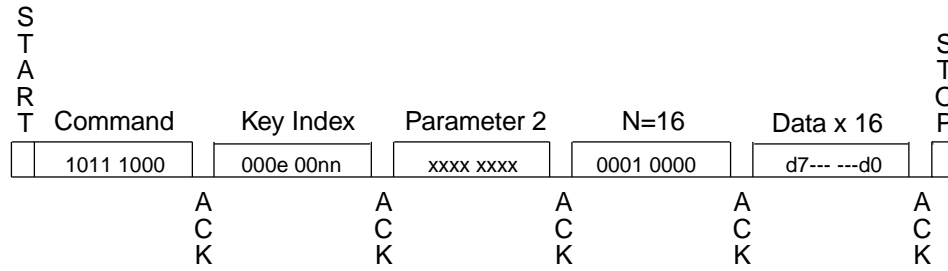 START
Command
Key Index
Parameter 2
N=16
Data x 16
STOP
1011 1000
000e 00nn
xxxx xxxx
0001 0000
d7--- ---d0
ACK
ACK
ACK
ACK
ACK